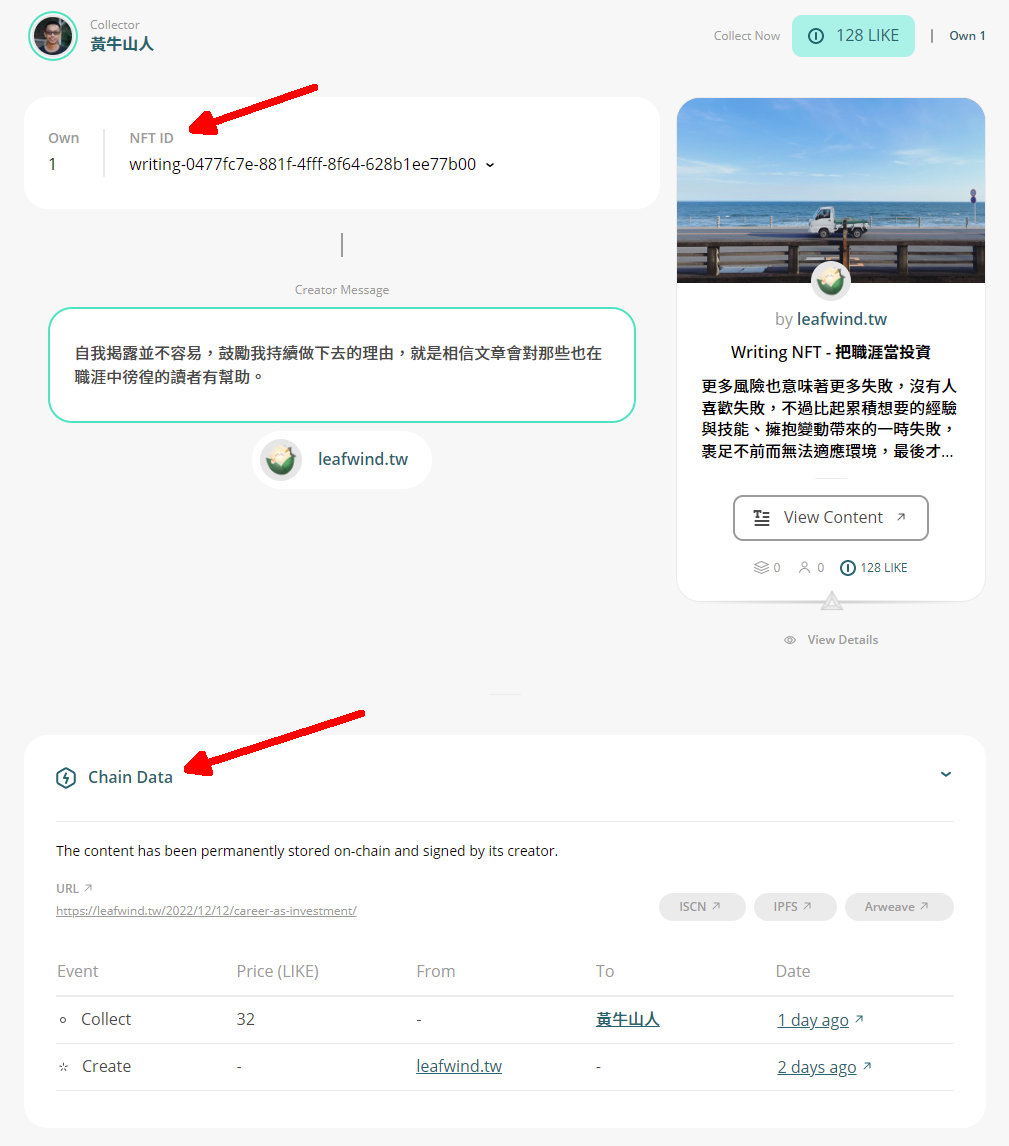 Collector
黃牛山人
Collect Now
128 LIKE
|
Own 1
Own
1
NFT ID
writing-0477fc7e-881f-4fff-8f64-628b1ee77b00
Creator Message
自我揭露並不容易，鼓勵我持續做下去的理由，就是相信文章會對那些也在
職涯中徬徨的讀者有幫助。
leafwind.tw
by leafwind.tw
Writing NFT - 把職涯當投資
更多風險也意味著更多失敗，沒有人
喜歡失敗，不過比起累積想要的經驗
與技能、擁抱變動帶來的一時失敗，
裹足不前而無法適應環境，最後才...
View Content
0
0
128 LIKE
View Details
Chain Data
The content has been permanently stored on-chain and signed by its creator.
URL
https://leafwind.tw/2022/12/12/career-as-investment/
ISCN
IPFS
Arweave
Event Price (LIKE) From To Date
Collect 32 - 黃牛山人 1 day ago
Create - leafwind.tw - 2 days ago